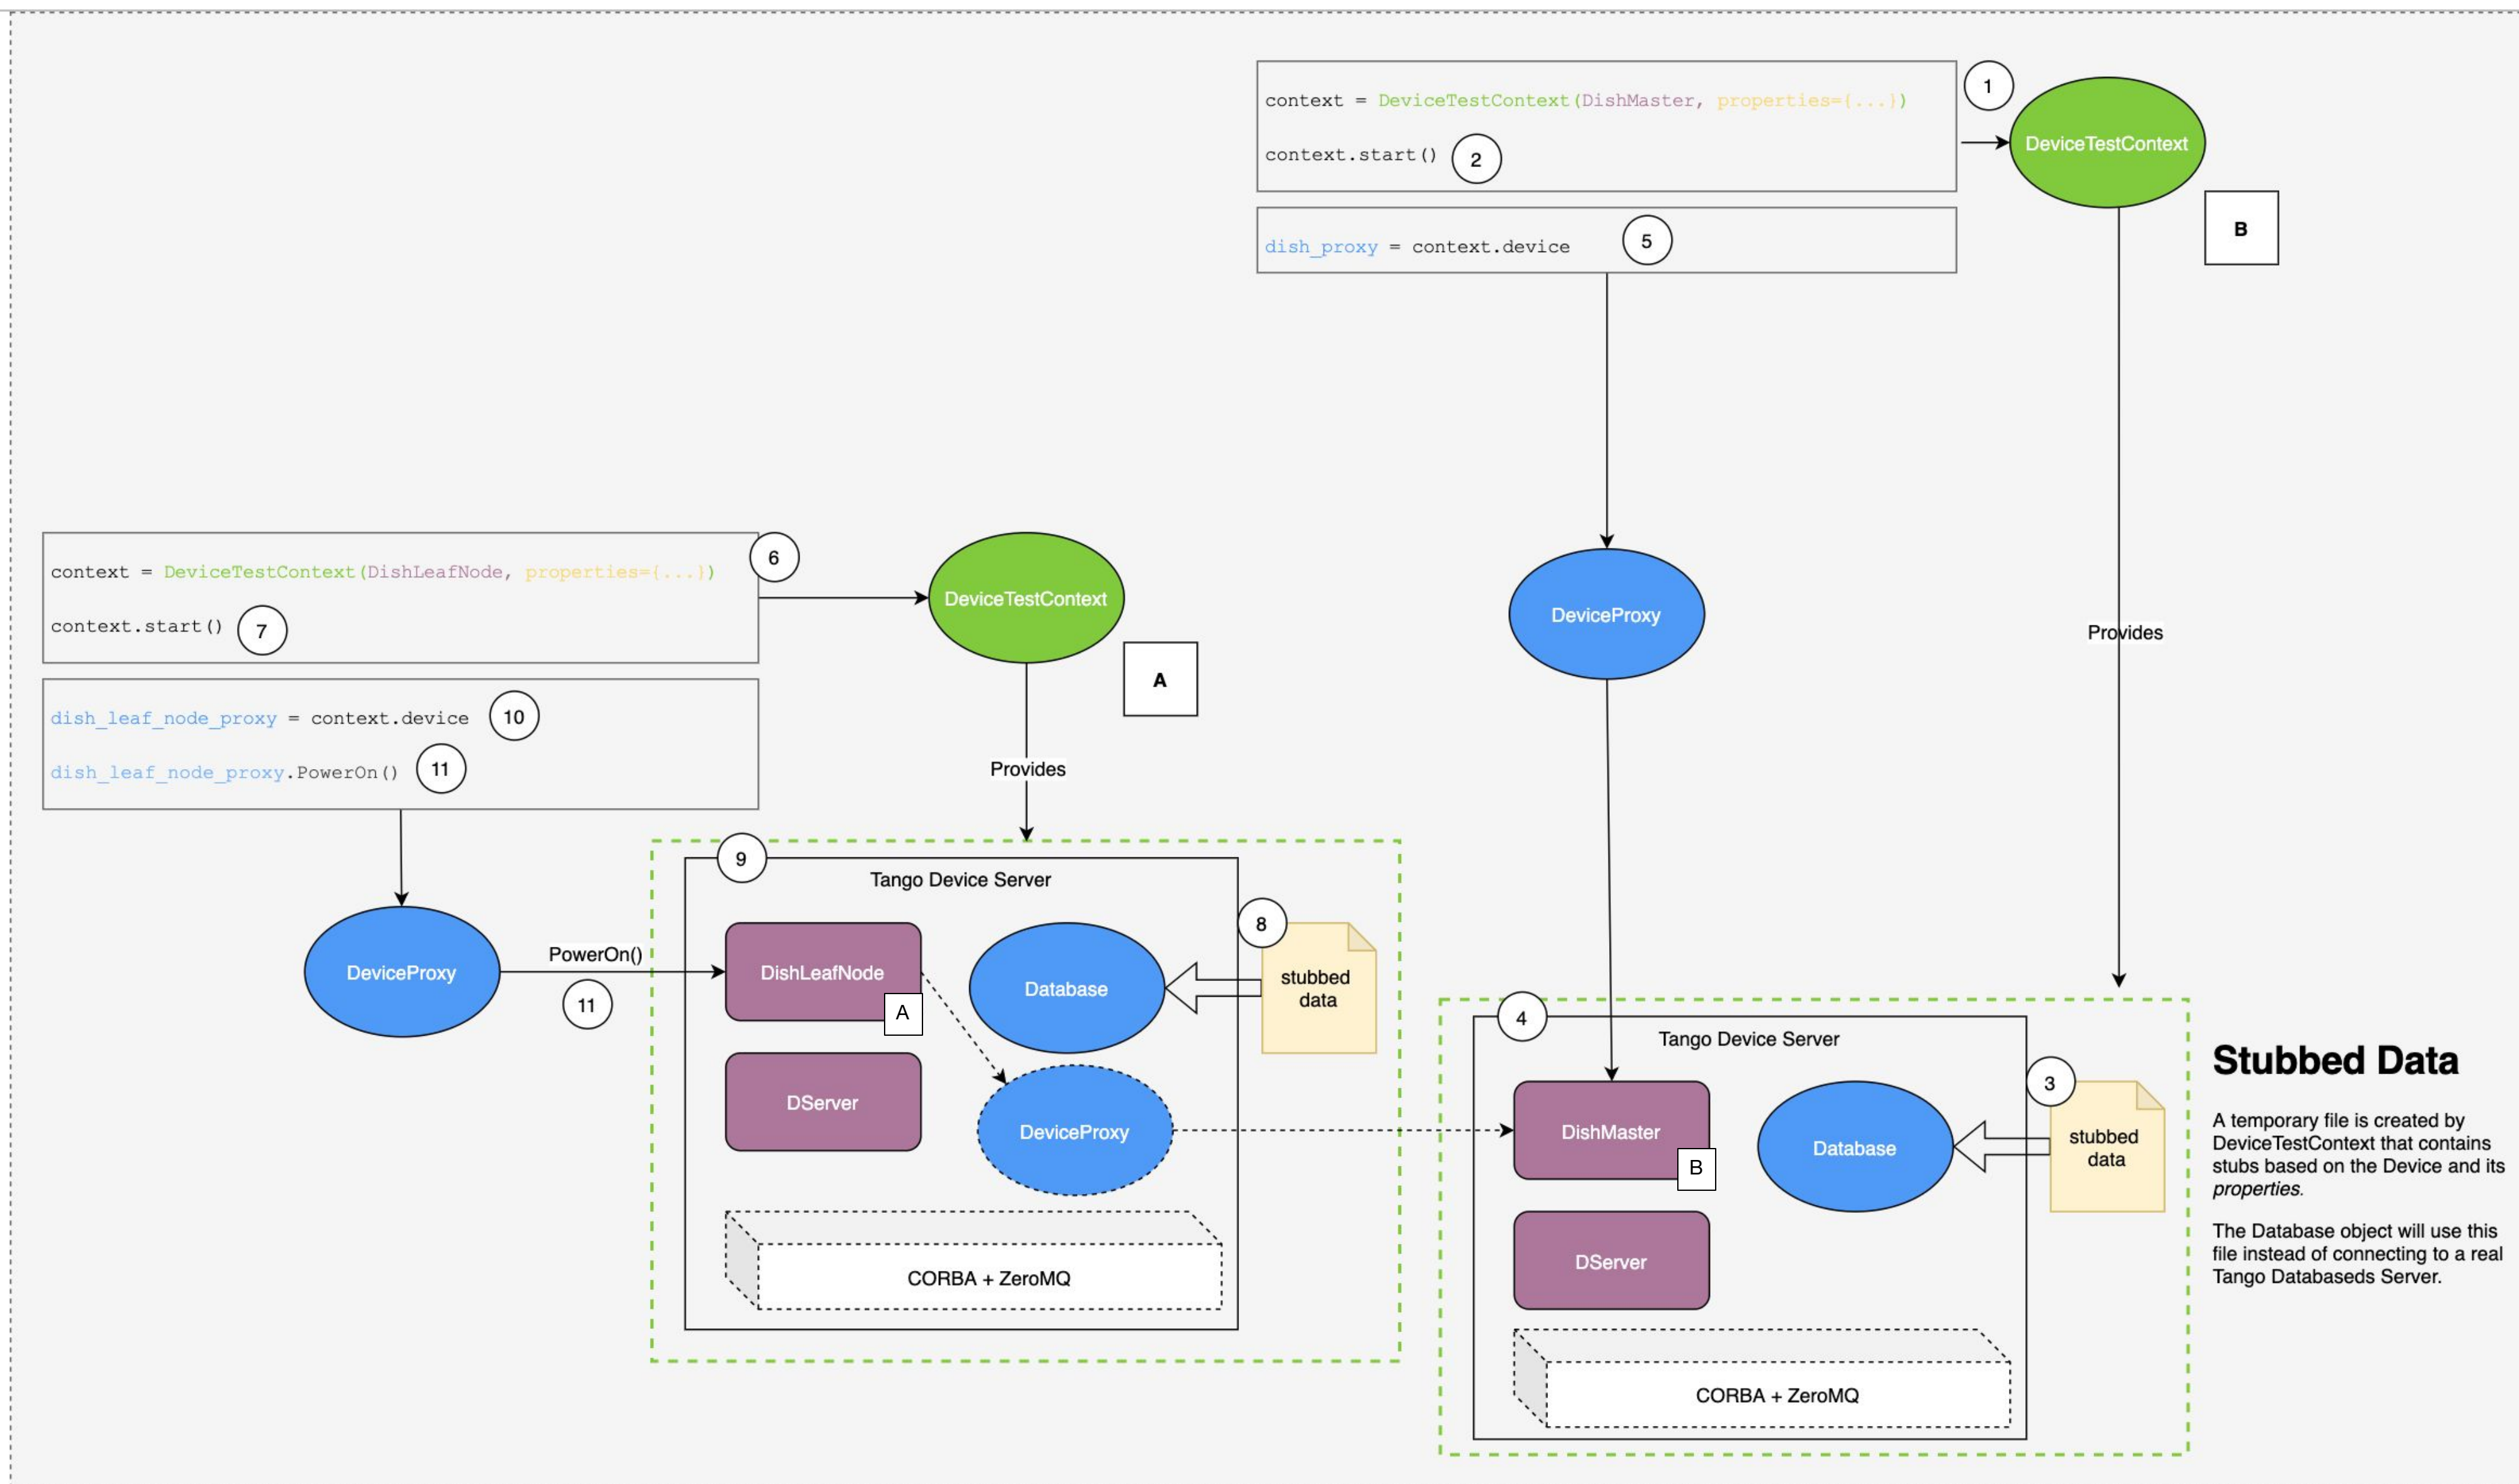 context = DeviceTestContext(DishMaster, properties={...})
1
context.start()
2
DeviceTestContext
B
dish_proxy = context.device
5
context = DeviceTestContext(DishLeafNode, properties={...})
6
context.start()
7
DeviceTestContext
A
DeviceProxy
Provides
dish_leaf_node_proxy = context.device
10
dish_leaf_node_proxy.PowerOn()
11
Provides
9
Tango Device Server
8
DeviceProxy
PowerOn()
11
DishLeafNode
A
Database
stubbed
data
DServer
DeviceProxy
CORBA + ZeroMQ
4
Tango Device Server
3
DishMaster
B
Database
stubbed
data
DServer
CORBA + ZeroMQ
Stubbed Data
A temporary file is created by
DeviceTestContext that contains
stubs based on the Device and its
properties.
The Database object will use this
file instead of connecting to a real
Tango Databaseds Server.